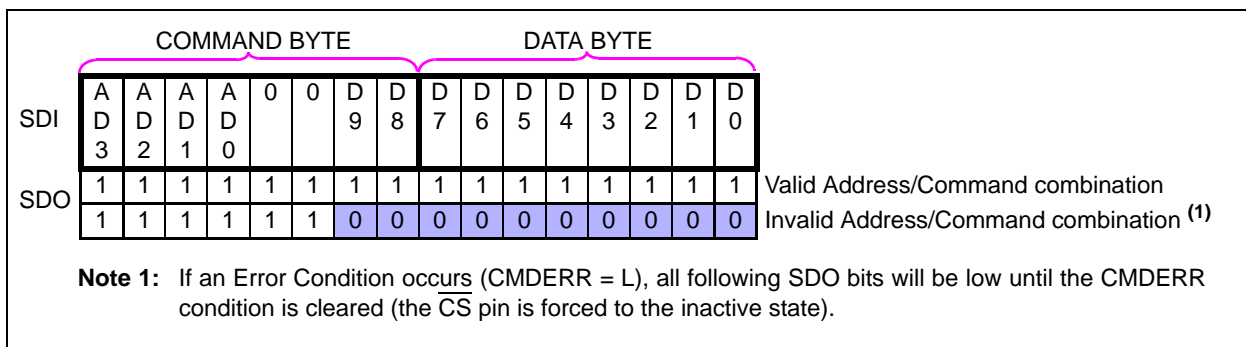 COMMAND BYTE DATA BYTE
SDI A D 3 A D 2 A D 1 A D 0 0 0 D 9 D 8 D 7 D 6 D 5 D 4 D 3 D 2 D 1 D 0
SDO 1 1 1 1 1 1 1 1 1 1 1 1 1 1 1 1 Valid Address/Command combination
1 1 1 1 1 1 0 0 0 0 0 0 0 0 0 0 Invalid Address/Command combination (1)
Note 1: If an Error Condition occurs (CMDERR = L), all following SDO bits will be low until the CMDERR
condition is cleared (the CS pin is forced to the inactive state).